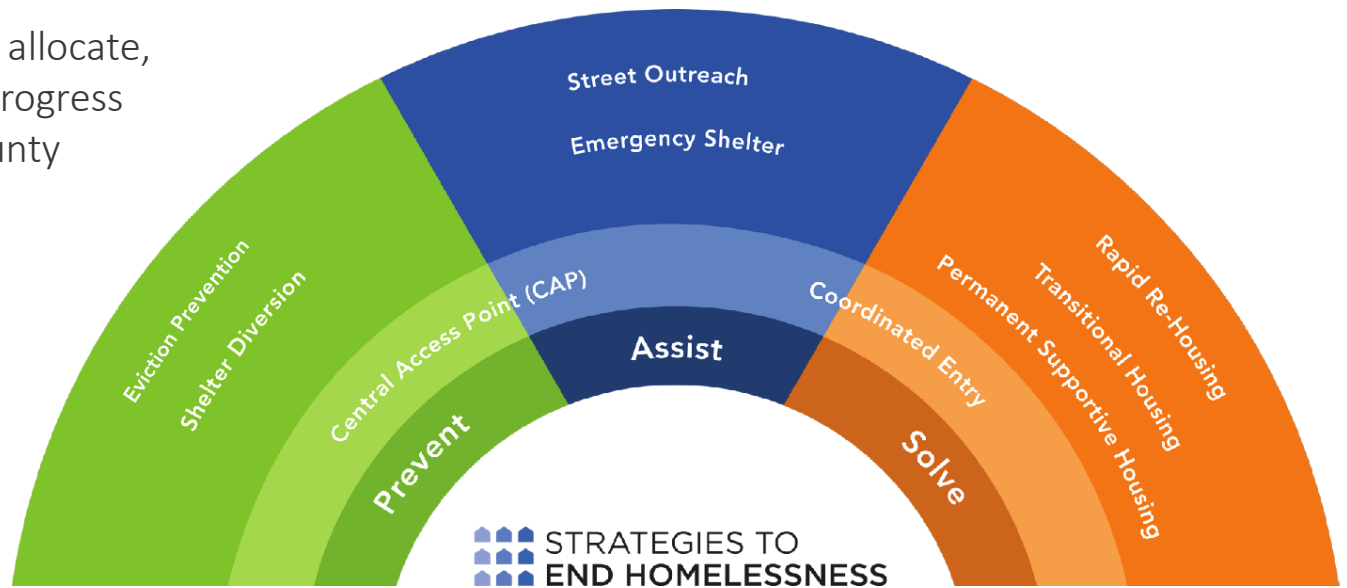 allocate,
rogress
unty
Eviction Prevention
Shelter Diversion
Central Access Point (CAP)
Prevent
Street Outreach
Emergency Shelter
Assist
Coordinated Entry
Solve
Rapid Re-Housing
Transitional Housing
Permanent Supportive Housing
STRATEGIES TO
END HOMELESSNESS